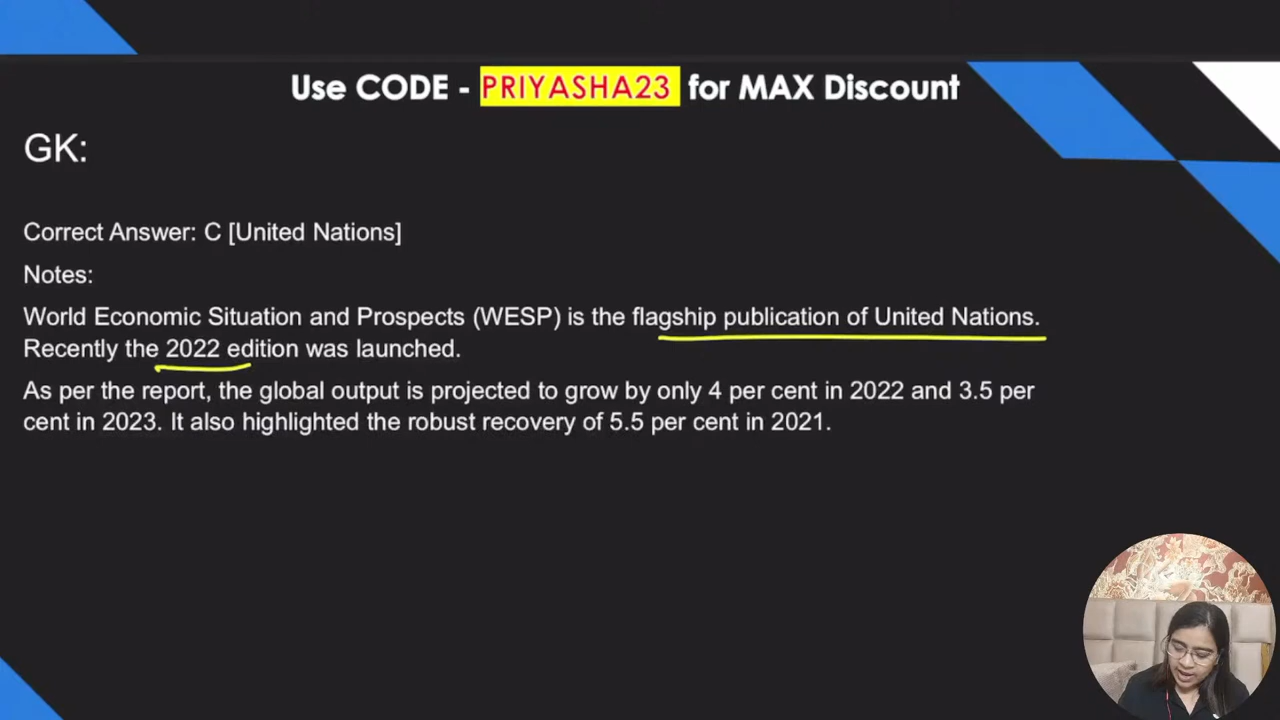 Use CODE - PRIYASHA23 for MAX Discount
GK:
Correct Answer: C [United Nations]
Notes:
World Economic Situation and Prospects (WESP) is the flagship publication of United Nations.
Recently the 2022 edition was launched.
As per the report, the global output is projected to grow by only 4 per cent in 2022 and 3.5 per
cent in 2023. It also highlighted the robust recovery of 5.5 per cent in 2021.